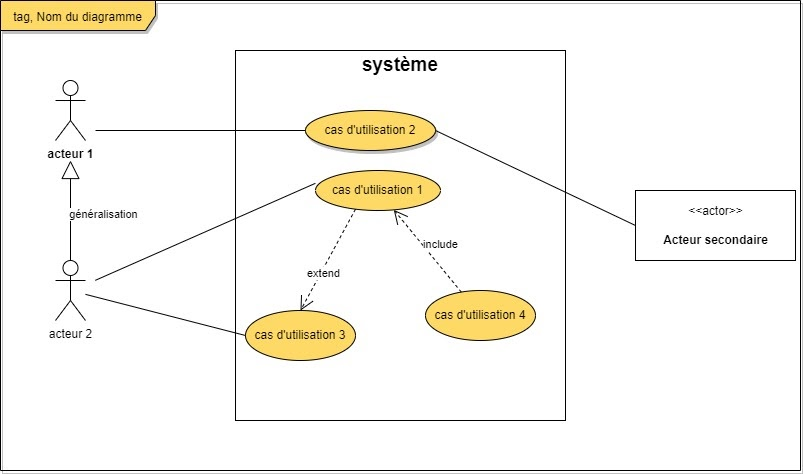 tag, Nom du diagramme
système
cas d'utilisation 2
acteur 1
cas d'utilisation 1
<<actor>>
Acteur secondaire
généralisation
include
extend
cas d'utilisation 4
acteur 2
cas d'utilisation 3